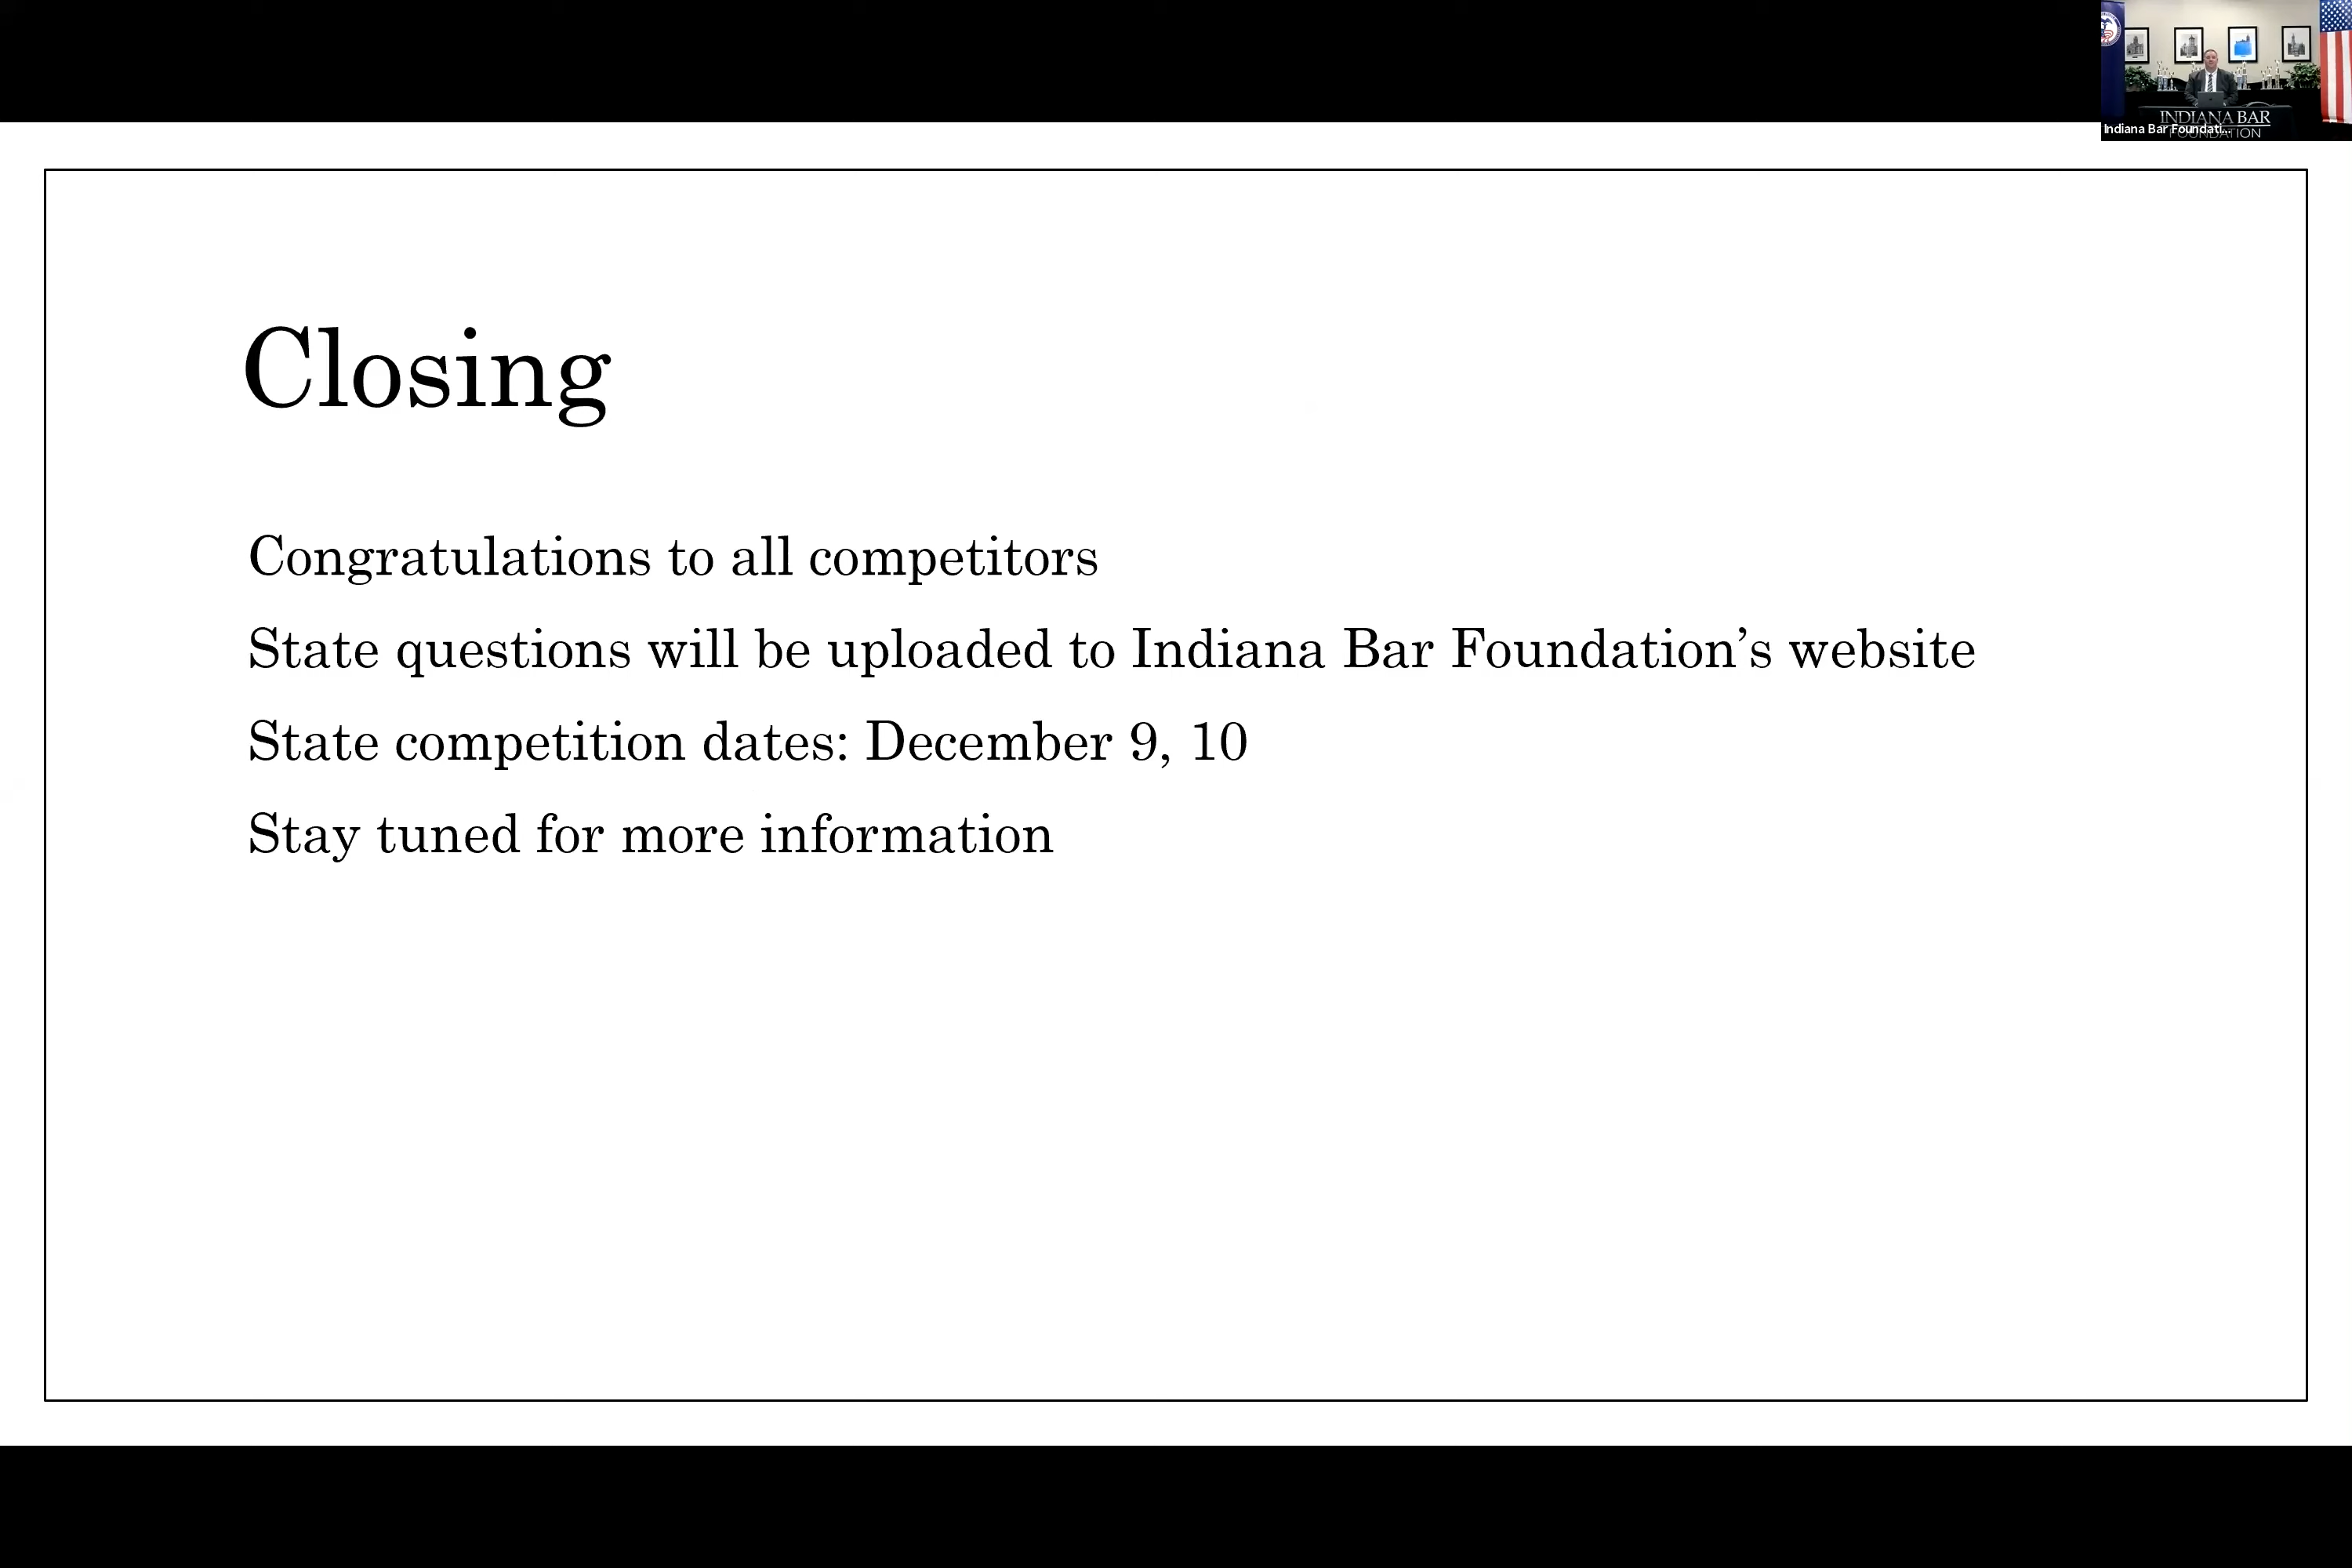 INDIANA BAR
FOUNDATION
Indiana Bar Foundati...
Closing
Congratulations to all competitors
State questions will be uploaded to Indiana Bar Foundation’s website
State competition dates: December 9, 10
Stay tuned for more information